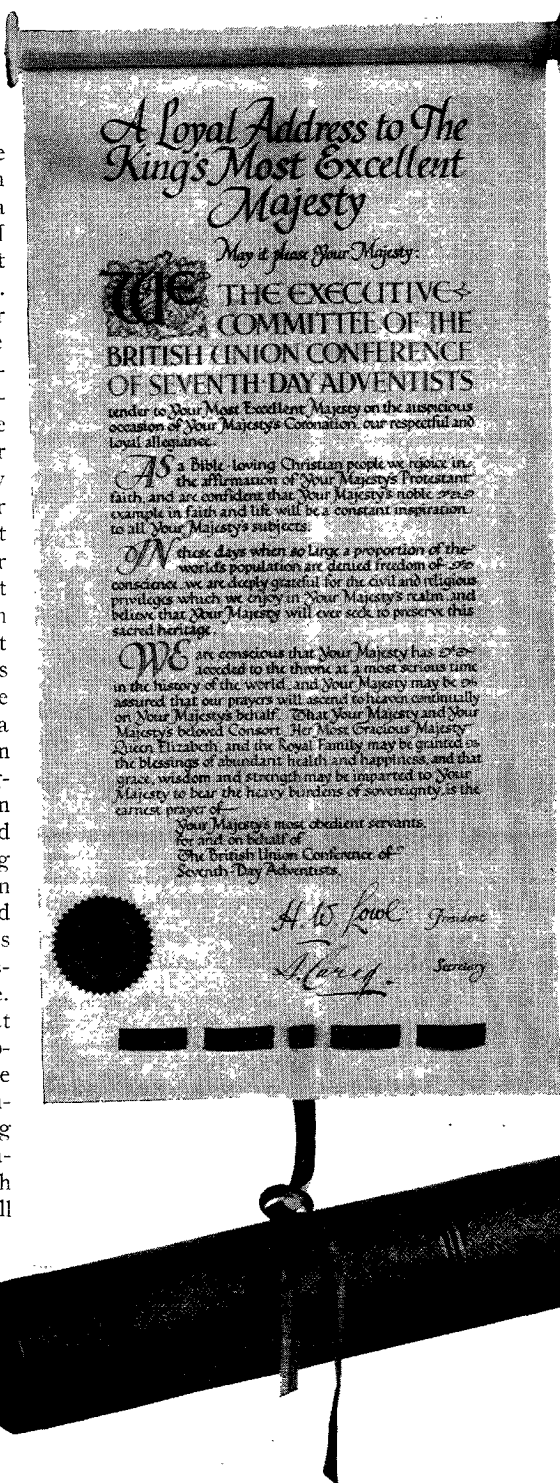 A Loyal Address to The
King's Most Excellent
Majesty
May it please Your Majesty:
WE THE EXECUTIVE
COMMITTEE OF THE
BRITISH UNION CONFERENCE
OF SEVENTH-DAY ADVENTISTS
tender to Your Most Excellent Majesty on the auspicious
occasion of Your Majesty's Coronation, our respectful and
loyal allegiance.
AS a Bible-loving Christian people we rejoice in
the affirmation of Your Majesty's Protestant
faith, and are confident that Your Majesty's noble
example in faith and life will be a constant inspiration
to all Your Majesty's subjects.
IN these days when so large a proportion of the
world's population are denied freedom of
conscience, we are deeply grateful for the civil and religious
privileges which we enjoy in Your Majesty's realm, and
believe that Your Majesty will ever seek to preserve this
sacred heritage.
WE are conscious that Your Majesty has
acceded to the throne at a most serious time
in the history of the world, and Your Majesty may be
assured that our prayers will ascend to heaven continually
on Your Majesty's behalf. That Your Majesty and Your
Majesty's beloved Consort, Her Most Gracious Majesty
Queen Elizabeth, and the Royal Family may be granted
the blessings of abundant health and happiness, and that
grace, wisdom and strength may be imparted to Your
Majesty to bear the heavy burdens of sovereignty, is the
earnest prayer of
Your Majesty's most obedient servants,
for and on behalf of
The British Union Conference of
Seventh-Day Adventists.
H. W. Lowe President
Secretary